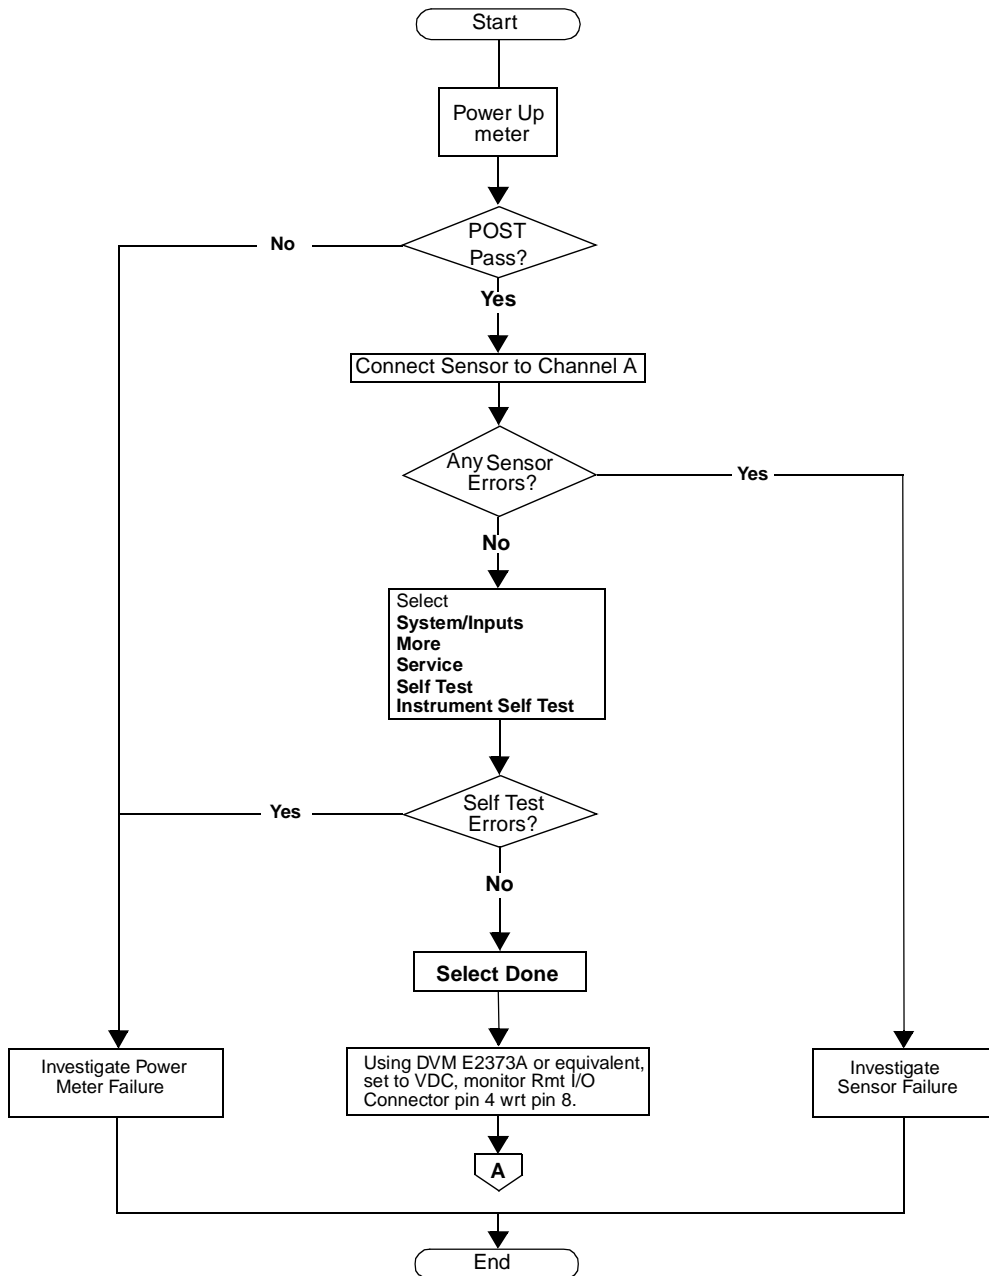 Start
Power Up
meter
POST
Pass?
No
Yes
Connect Sensor to Channel A
Any Sensor
Errors?
Yes
No
Select
System/Inputs
More
Service
Self Test
Instrument Self Test
Self Test
Errors?
Yes
No
Select Done
Investigate Power
Meter Failure
Using DVM E2373A or equivalent,
set to VDC, monitor Rmt I/O
Connector pin 4 wrt pin 8.
Investigate
Sensor Failure
A
End